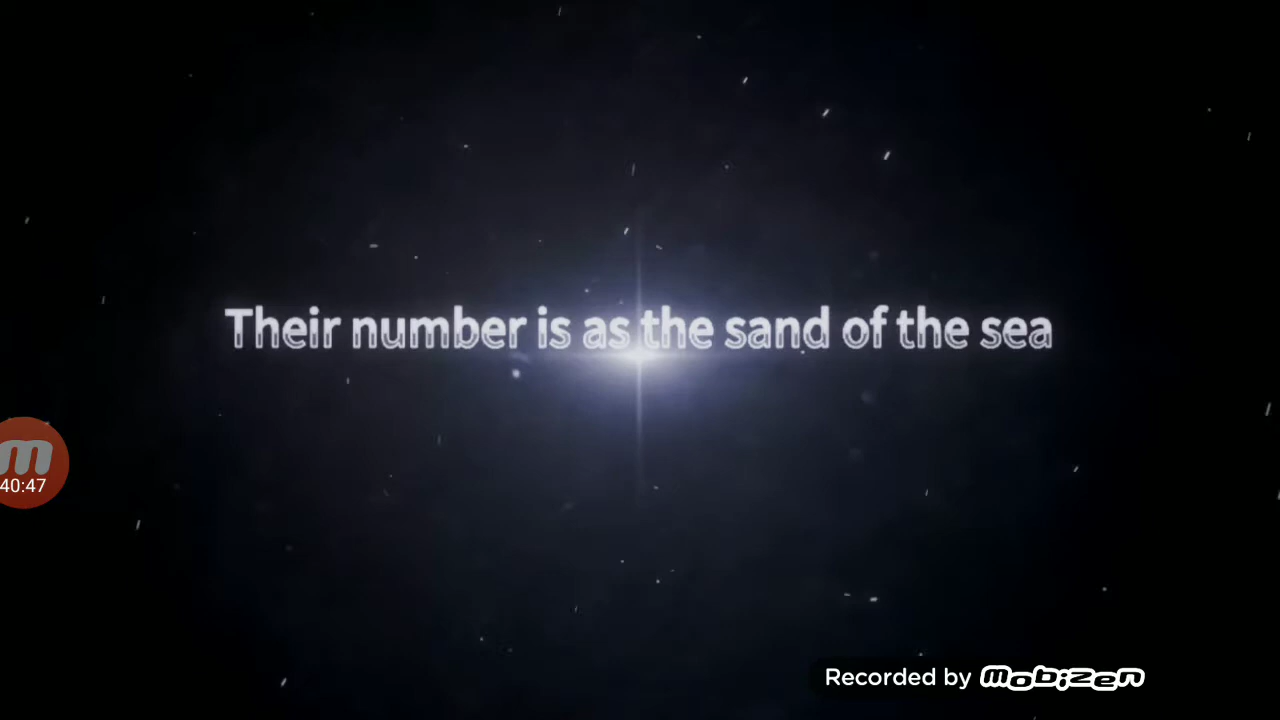 Their number is as the sand of the sea
m
40:47
Recorded by mobizen